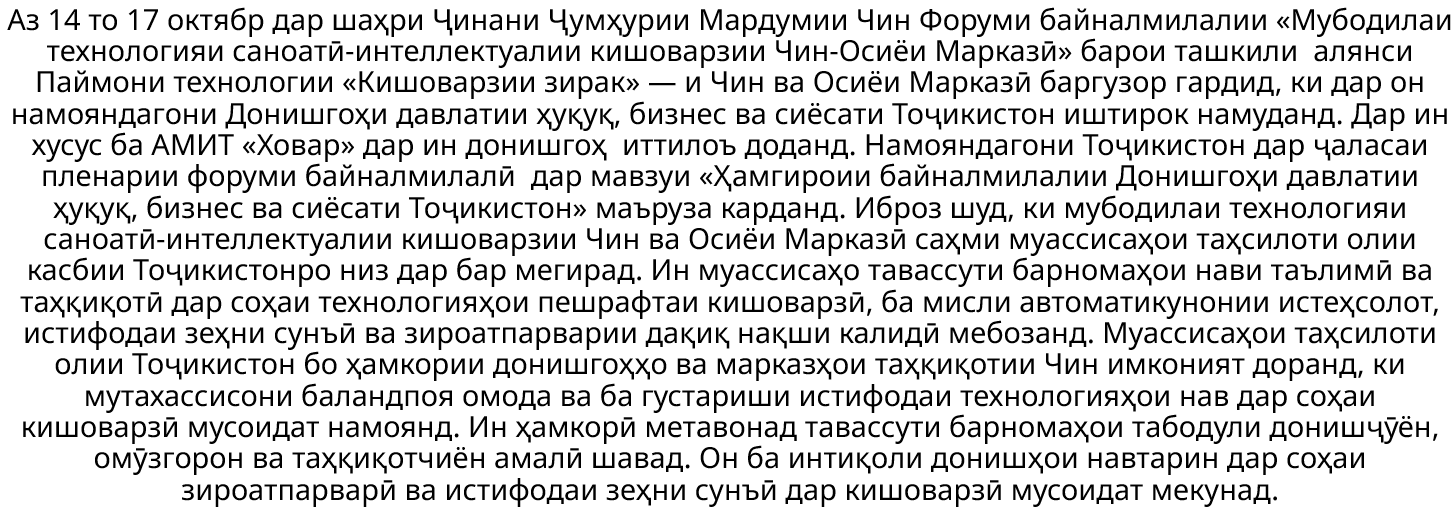 Аз 14 то 17 октябр дар шаҳри Ҷинани Ҷумҳурии Мардумии Чин Форуми байналмилалии «Мубодилаи
технологияи саноатӣ-интеллектуалии кишоварзии Чин-Осиёи Марказӣ» барои ташкили  алянси
Паймони технологии «Кишоварзии зирак» — и Чин ва Осиёи Марказӣ баргузор гардид, ки дар он
намояндагони Донишгоҳи давлатии ҳуқуқ, бизнес ва сиёсати Тоҷикистон иштирок намуданд. Дар ин
хусус ба АМИТ «Ховар» дар ин донишгоҳ  иттилоъ доданд. Намояндагони Тоҷикистон дар ҷаласаи
пленарии форуми байналмилалӣ  дар мавзуи «Ҳамгироии байналмилалии Донишгоҳи давлатии
ҳуқуқ, бизнес ва сиёсати Тоҷикистон» маъруза карданд. Иброз шуд, ки мубодилаи технологияи
саноатӣ-интеллектуалии кишоварзии Чин ва Осиёи Марказӣ саҳми муассисаҳои таҳсилоти олии
касбии Тоҷикистонро низ дар бар мегирад. Ин муассисаҳо тавассути барномаҳои нави таълимӣ ва
таҳқиқотӣ дар соҳаи технологияҳои пешрафтаи кишоварзӣ, ба мисли автоматикунонии истеҳсолот,
истифодаи зеҳни сунъӣ ва зироатпарварии дақиқ нақши калидӣ мебозанд. Муассисаҳои таҳсилоти
олии Тоҷикистон бо ҳамкории донишгоҳҳо ва марказҳои таҳқиқотии Чин имконият доранд, ки
мутахассисони баландпоя омода ва ба густариши истифодаи технологияҳои нав дар соҳаи
кишоварзӣ мусоидат намоянд. Ин ҳамкорӣ метавонад тавассути барномаҳои табодули донишҷӯён,
омӯзгорон ва таҳқиқотчиён амалӣ шавад. Он ба интиқоли донишҳои навтарин дар соҳаи
зироатпарварӣ ва истифодаи зеҳни сунъӣ дар кишоварзӣ мусоидат мекунад.